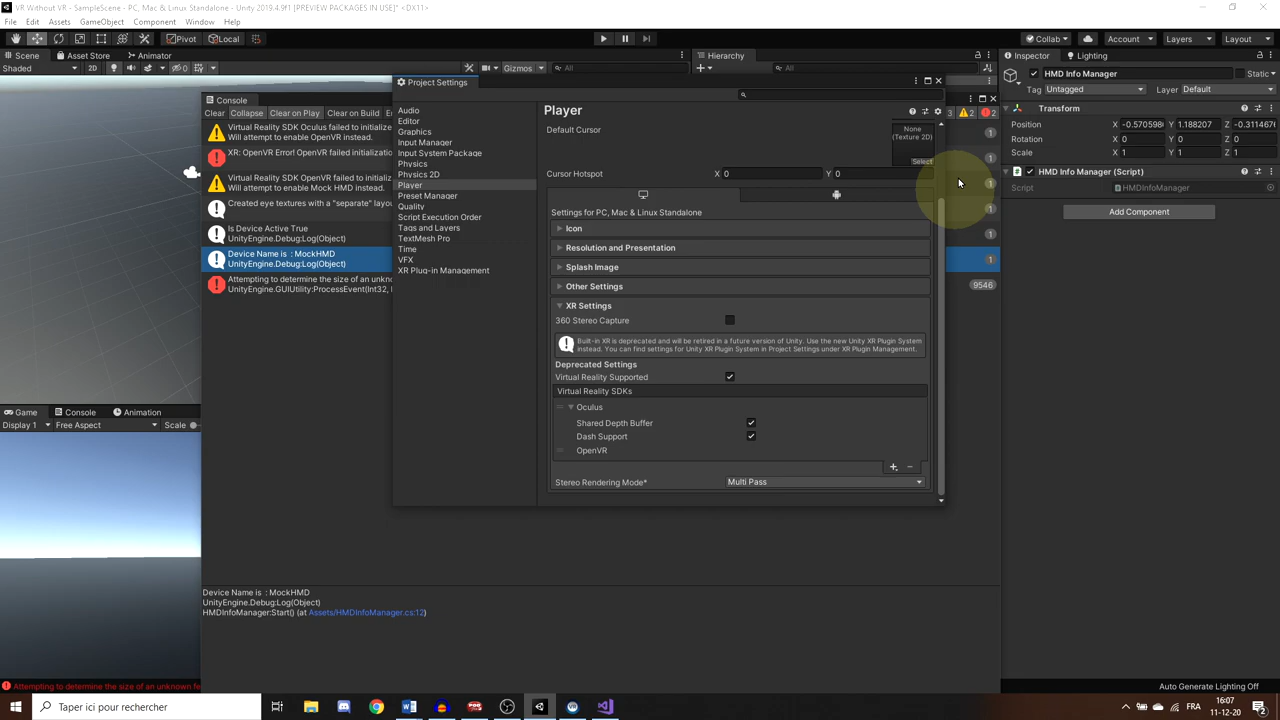 VR Without VR - SampleScene - PC, Mac & Linux Standalone - Unity 2019.4.9f1 [PREVIEW PACKAGES IN USE]* <DX11>
File Edit Assets GameObject Component Window Help
Pivot Local Collab Account Layers Layout
Scene Asset Store Animator
Shaded 2D 0 Gizmos All
Hierarchy
All
Inspector Lighting
HMD Info Manager Static
Tag Untagged Layer Default
Transform
Position X -0.570598 Y 1.188207 Z -0.311467
Rotation X 0 Y 0 Z 0
Scale X 1 Y 1 Z 1
HMD Info Manager (Script)
Script HMDInfoManager
Add Component
Console
Clear Collapse Clear on Play Clear on Build
3 2 2
Virtual Reality SDK Oculus failed to initialize
Will attempt to enable OpenVR instead.
1
XR: OpenVR Error! OpenVR failed initializatio
1
Virtual Reality SDK OpenVR failed to initialize
Will attempt to enable Mock HMD instead.
1
Created eye textures with a "separate" layou
1
Is Device Active True
UnityEngine.Debug:Log(Object)
1
Device Name is : MockHMD
UnityEngine.Debug:Log(Object)
1
Attempting to determine the size of an unkno
UnityEngine.GUIUtility:ProcessEvent(Int32, I
9546
Project Settings
Audio
Editor
Graphics
Input Manager
Input System Package
Physics
Physics 2D
Player
Preset Manager
Quality
Script Execution Order
Tags and Layers
TextMesh Pro
Time
VFX
XR Plug-in Management
Player
Default Cursor
None
(Texture 2D)
Select
Cursor Hotspot X 0 Y 0
Settings for PC, Mac & Linux Standalone
Icon
Resolution and Presentation
Splash Image
Other Settings
XR Settings
360 Stereo Capture
Built-in XR is deprecated and will be retired in a future version of Unity. Use the new Unity XR Plugin System
instead. You can find settings for Unity XR Plugin System in Project Settings under XR Plugin Management.
Deprecated Settings
Virtual Reality Supported
Virtual Reality SDKs
Oculus
Shared Depth Buffer
Dash Support
OpenVR
Stereo Rendering Mode* Multi Pass
Game Console Animation
Display 1 Free Aspect Scale
Device Name is : MockHMD
UnityEngine.Debug:Log(Object)
HMDInfoManager:Start() (at Assets/HMDInfoManager.cs:12)
Attempting to determine the size of an unknown fe
Auto Generate Lighting Off
Taper ici pour rechercher
FRA
16:07
11-12-20
2